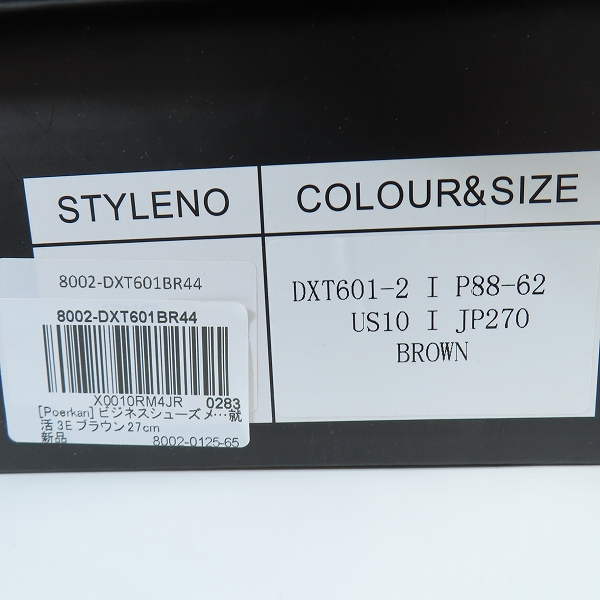 STYLENO
COLOUR&SIZE
8002-DXT601BR44
DXT601-2 I P88-62
US10 I JP270
BROWN
8002-DXT601BR44
X0010RM4JR 0283
[Poerkan] ビジネスシューズ メ…就
活 3E ブラウン 27cm
新品 8002-0125-65